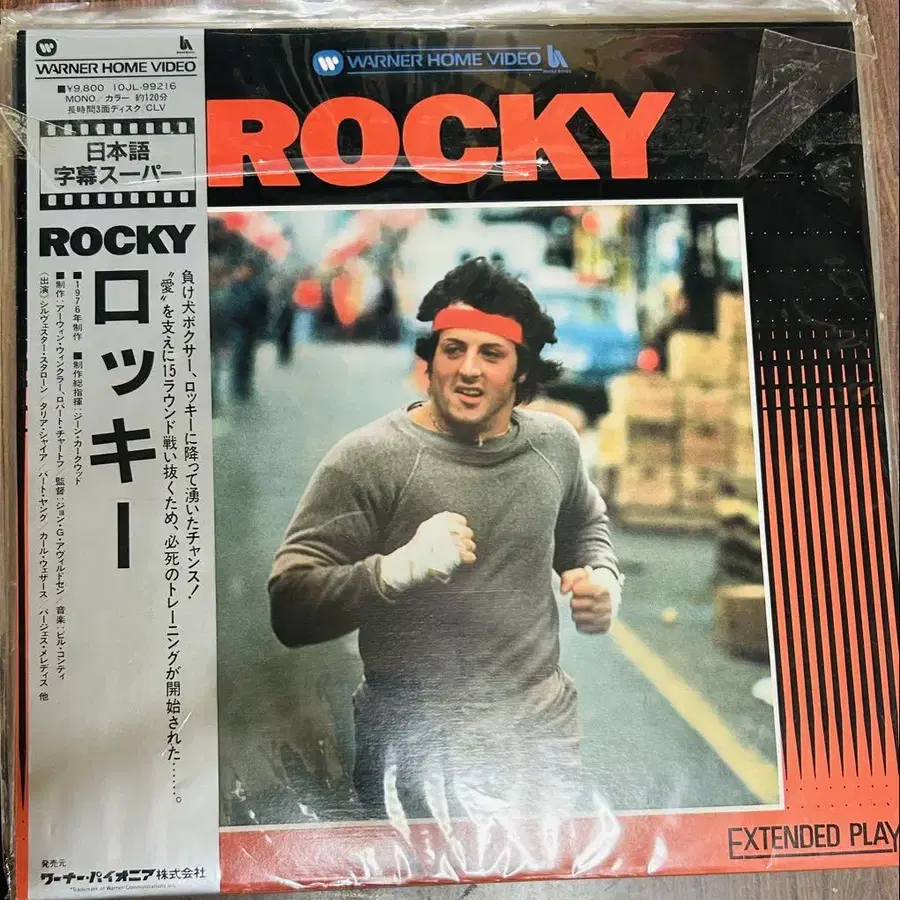 WARNER HOME VIDEO
■¥9,800 10JL-99216
MONO/カラー 約120分
長時間3面ディスク CLV
日本語
字幕スーパー
ROCKY
ロッキー
負け犬ボクサー、ロッキーに降って湧いたチャンス!
“愛”を支えに15ラウンド戦い抜くため、必死のトレーニングが開始された……。
■1976年制作 ■制作総指揮:ジーン・カークウッド
■制作:アーウィン・ウィンクラー、ロバート・チャートフ/監督:ジョン・G・アヴィルドセン/音楽:ビル・コンティ
〈出演〉シルヴェスター・スタローン/タリア・シャイア/バート・ヤング/カール・ウェザース/バージェス・メレディス 他
発売元
ワーナー・パイオニア株式会社
*Trademark of Warner Communications Inc.
WARNER HOME VIDEO
ROCKY
EXTENDED PLAY